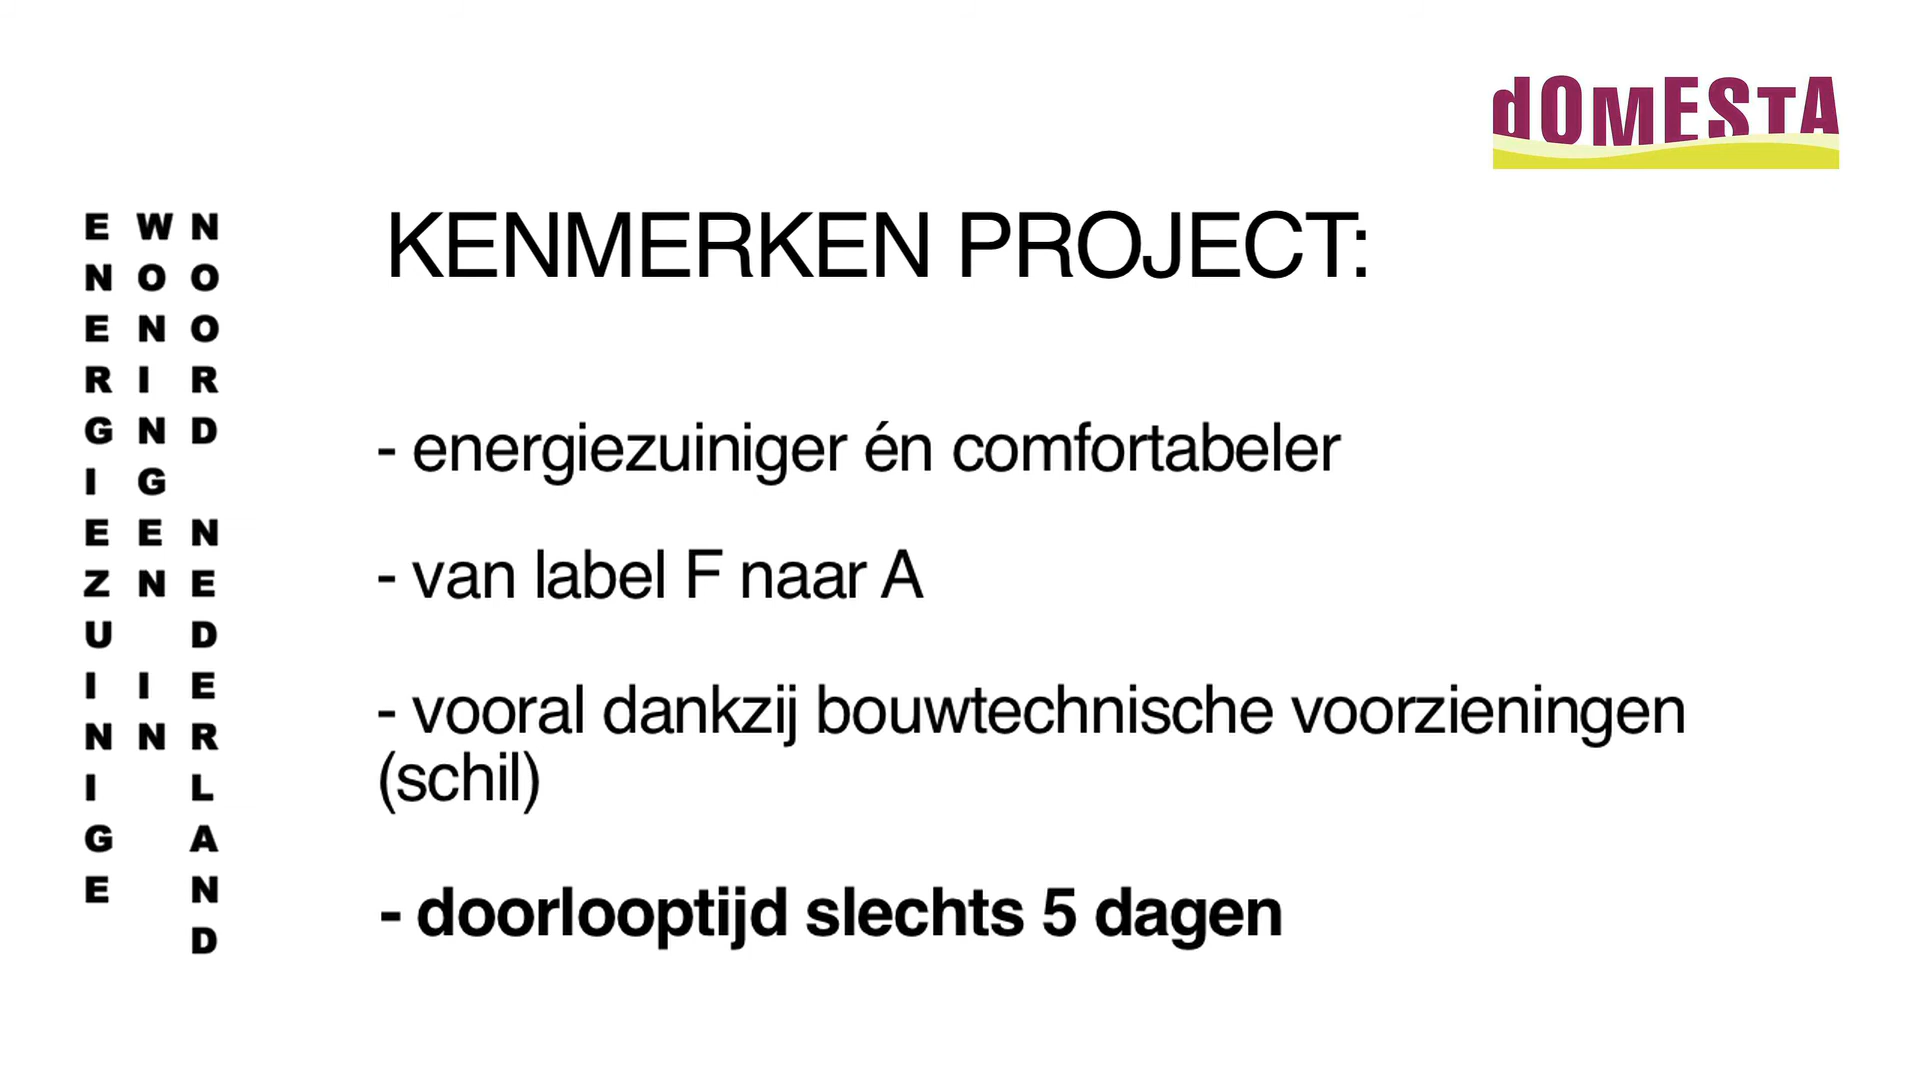 dOMESTA
ENERGIEZUINIGE
WONINGEN IN
NOORD NEDERLAND
KENMERKEN PROJECT:
- energiezuiniger én comfortabeler
- van label F naar A
- vooral dankzij bouwtechnische voorzieningen
(schil)
- doorlooptijd slechts 5 dagen